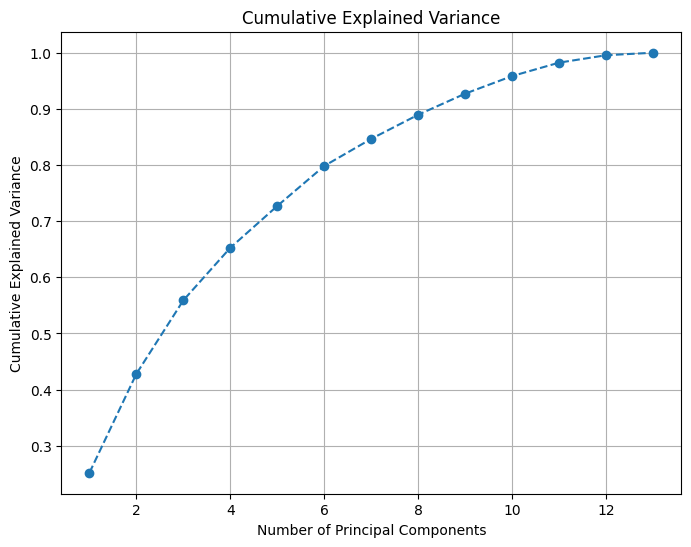 Cumulative Explained Variance
Cumulative Explained Variance
1.0
0.9
0.8
0.7
0.6
0.5
0.4
0.3
2 4 6 8 10 12
Number of Principal Components